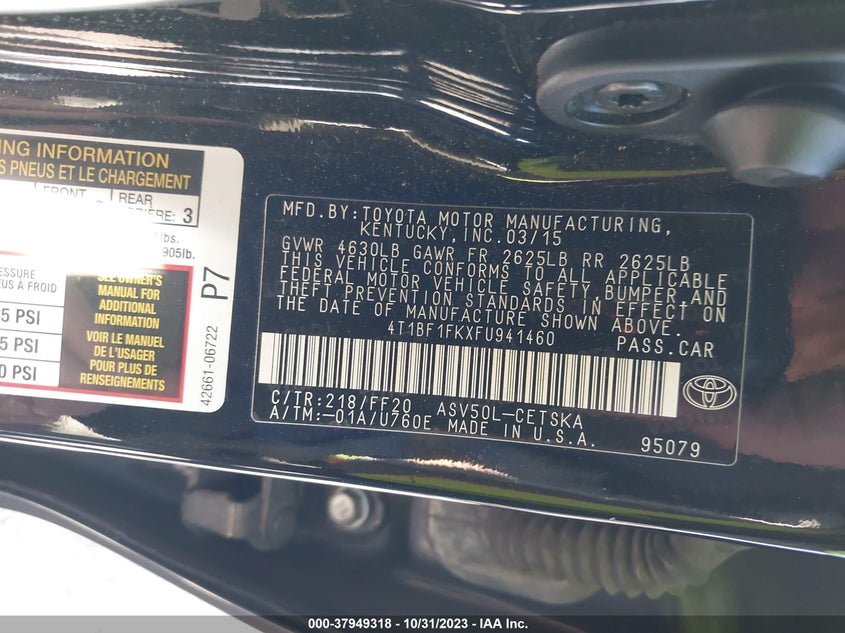 NG INFORMATION
S PNEUS ET LE CHARGEMENT
FRONT
REAR
RIÈRE: 3
lbs.
905lb.
ESSURE
EUS A FROID
5 PSI
5 PSI
0 PSI
SEE OWNER'S
MANUAL FOR
ADDITIONAL
INFORMATION
VOIR LE MANUEL
DE L'USAGER
POUR PLUS DE
RENSEIGNEMENTS
P7
42661-06722
MFD.BY:TOYOTA MOTOR MANUFACTURING,
KENTUCKY, INC.03/15
GVWR 4630LB GAWR FR 2625LB RR 2625LB
THIS VEHICLE CONFORMS TO ALL APPLICABLE
FEDERAL MOTOR VEHICLE SAFETY,BUMPER,AND
THEFT PREVENTION STANDARDS IN EFFECT ON
THE DATE OF MANUFACTURE SHOWN ABOVE.
4T1BF1FKXFU941460 PASS.CAR
C/TR:218/FF20 ASV50L-CETSKA
A/TM:-01A/U760E MADE IN U.S.A. 95079
000-37949318 - 10/31/2023 - IAA Inc.